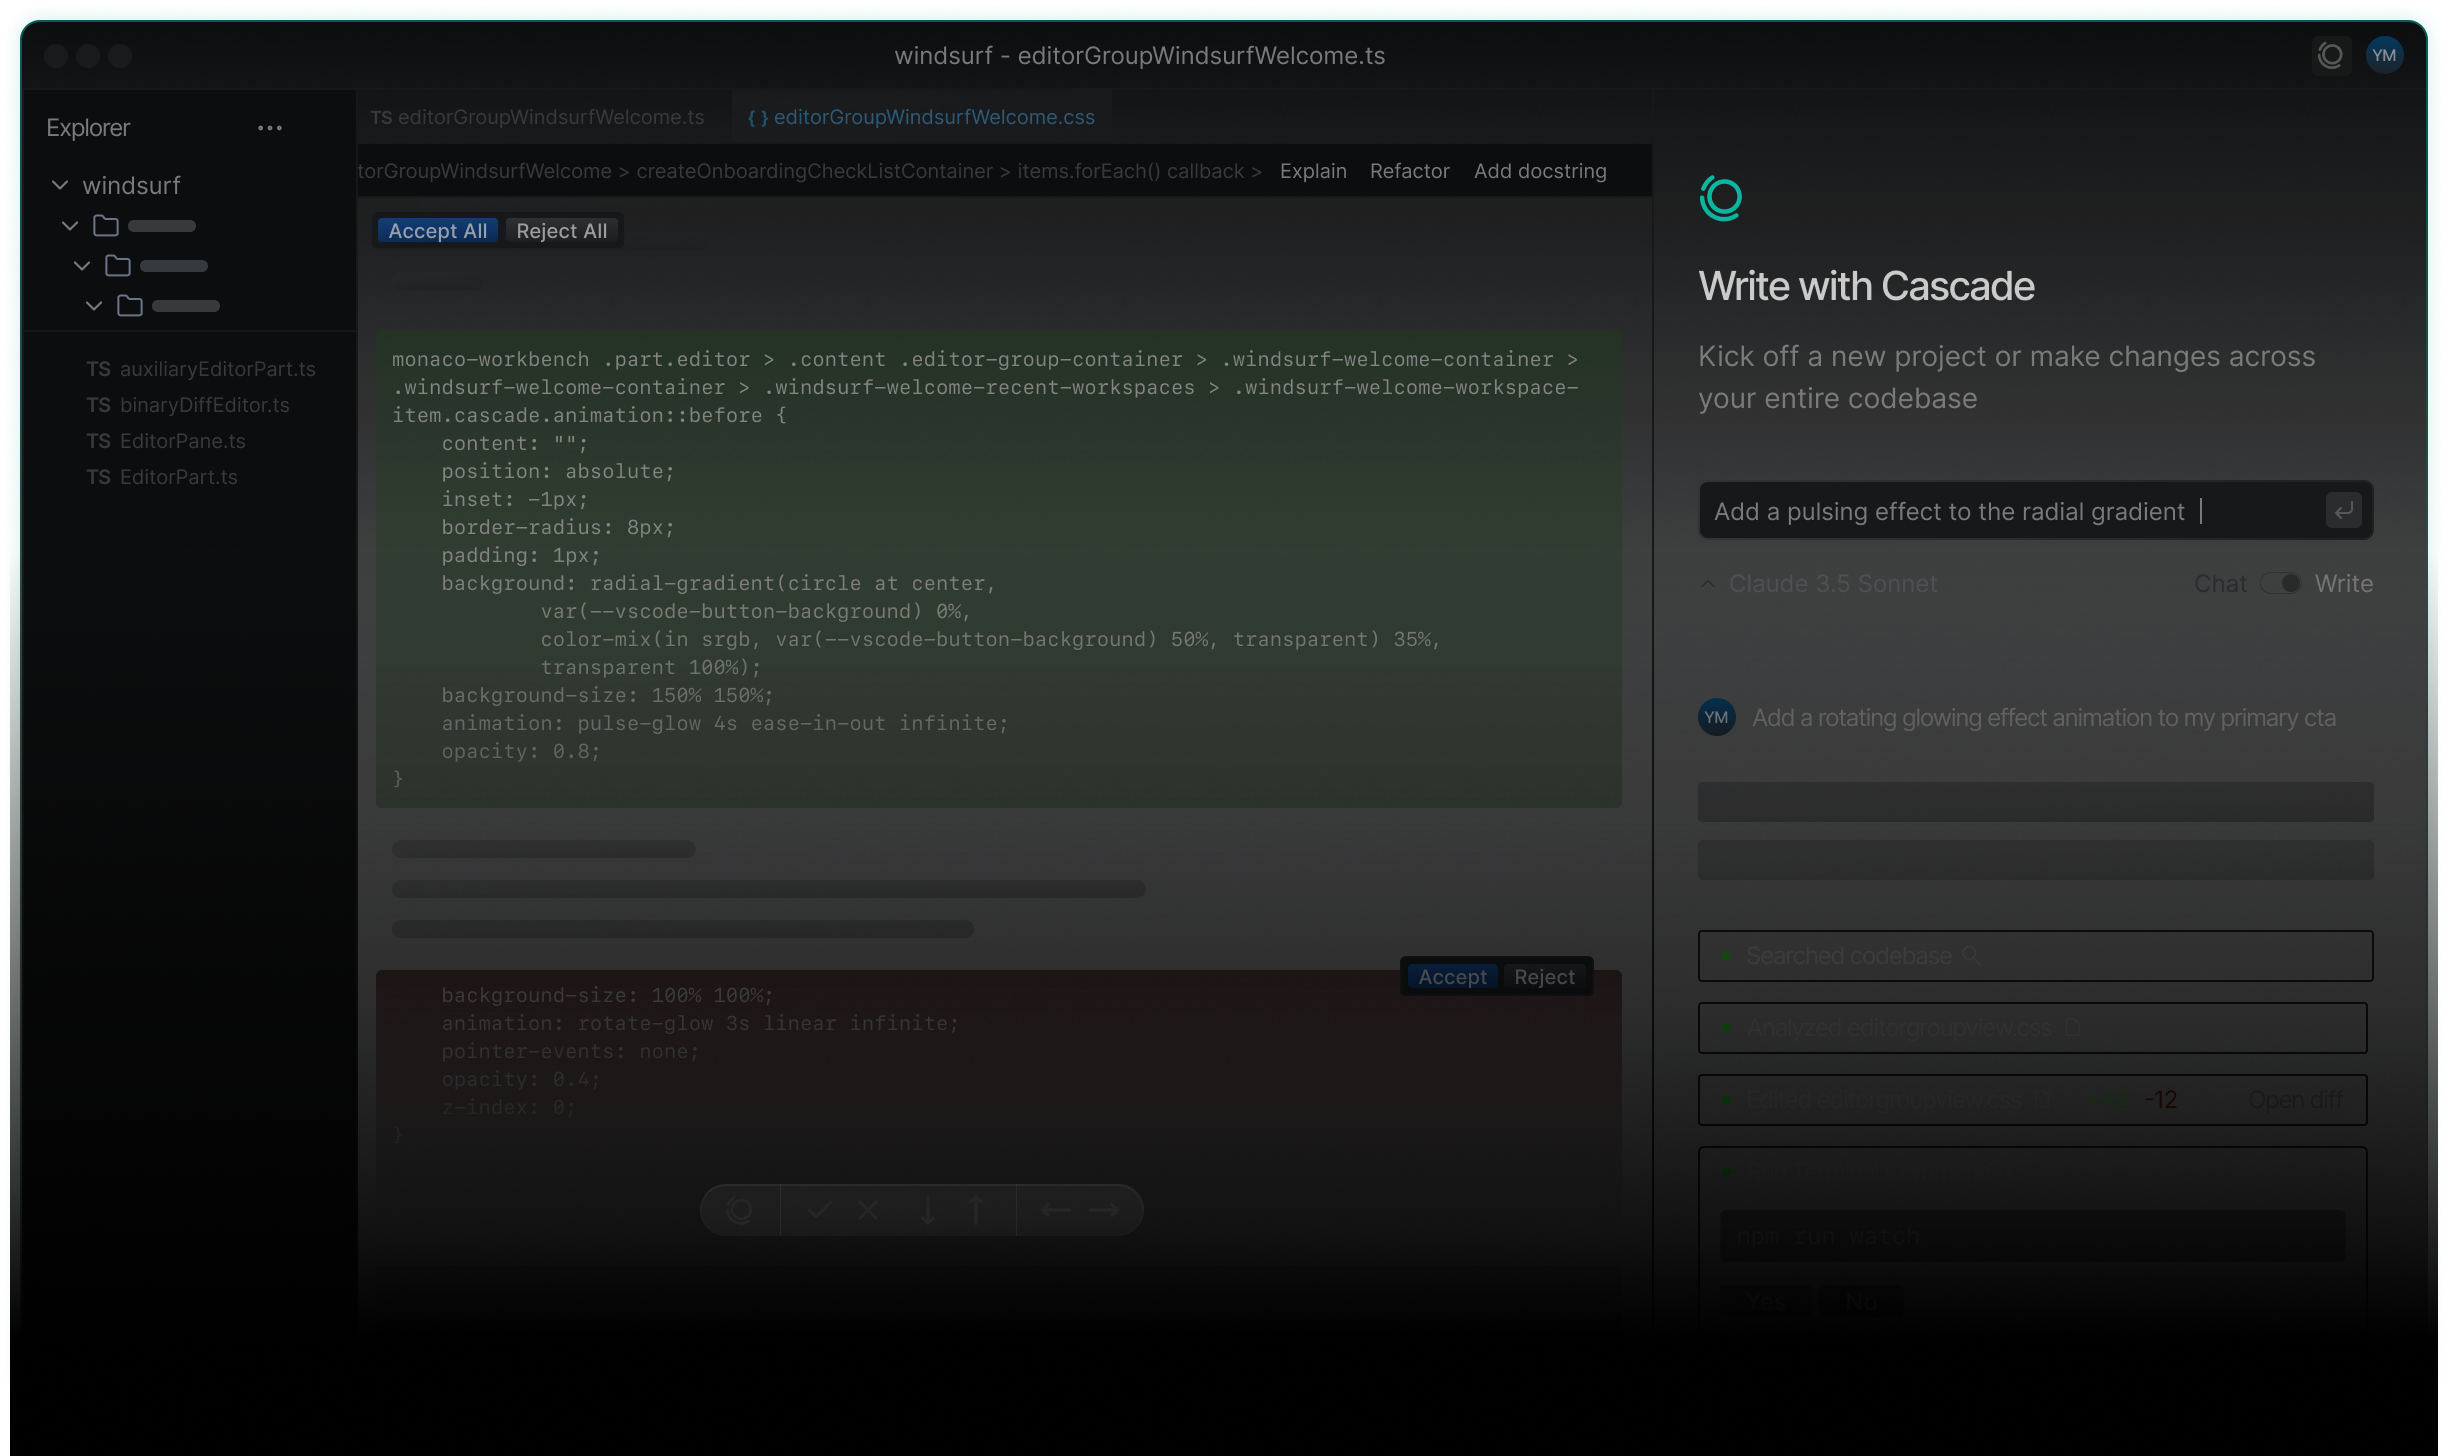 windsurf - editorGroupWindsurfWelcome.ts
YM
Explorer
windsurf
TS auxiliaryEditorPart.ts
TS binaryDiffEditor.ts
TS EditorPane.ts
TS EditorPart.ts
TS editorGroupWindsurfWelcome.ts
{ } editorGroupWindsurfWelcome.css
torGroupWindsurfWelcome > createOnboardingCheckListContainer > items.forEach() callback >
Explain Refactor Add docstring
Accept All Reject All
monaco-workbench .part.editor > .content .editor-group-container > .windsurf-welcome-container >
.windsurf-welcome-container > .windsurf-welcome-recent-workspaces > .windsurf-welcome-workspace-
item.cascade.animation::before {
content: "";
position: absolute;
inset: -1px;
border-radius: 8px;
padding: 1px;
background: radial-gradient(circle at center,
var(--vscode-button-background) 0%,
color-mix(in srgb, var(--vscode-button-background) 50%, transparent) 35%,
transparent 100%);
background-size: 150% 150%;
animation: pulse-glow 4s ease-in-out infinite;
opacity: 0.8;
}
Accept Reject
background-size: 100% 100%;
animation: rotate-glow 3s linear infinite;
pointer-events: none;
opacity: 0.4;
z-index: 0;
}
Write with Cascade
Kick off a new project or make changes across
your entire codebase
Add a pulsing effect to the radial gradient
Claude 3.5 Sonnet
Chat Write
YM Add a rotating glowing effect animation to my primary cta
Searched codebase
Analyzed editorgroupview.css
Edited editorgroupview.css -12 Open diff
npm run watch
Yes No